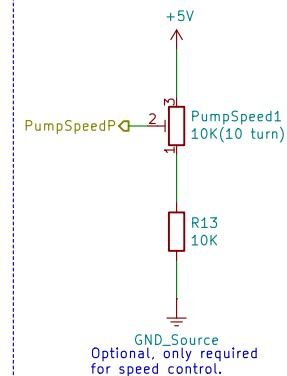 +5V
3
PumpSpeedP
2
PumpSpeed1
10K(10 turn)
1
R13
10K
GND_Source
Optional, only required
for speed control.